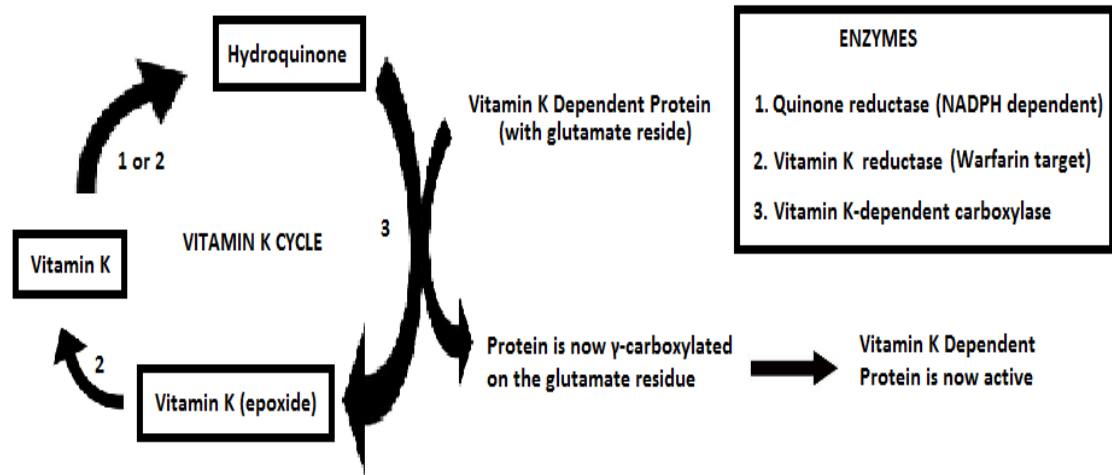 Hydroquinone
1 or 2
Vitamin K
VITAMIN K CYCLE
3
2
Vitamin K (epoxide)
Vitamin K Dependent Protein
(with glutamate reside)
Protein is now γ-carboxylated
on the glutamate residue
Vitamin K Dependent
Protein is now active
ENZYMES
1. Quinone reductase (NADPH dependent)
2. Vitamin K reductase (Warfarin target)
3. Vitamin K-dependent carboxylase